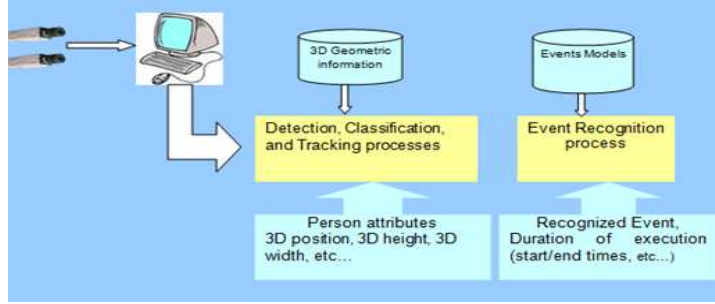 3D Geometric
information
Events Models
Detection, Classification,
and Tracking processes
Event Recognition
process
Person attributes
3D position, 3D height, 3D
width, etc...
Recognized Event,
Duration of execution
(start/end times, etc...)